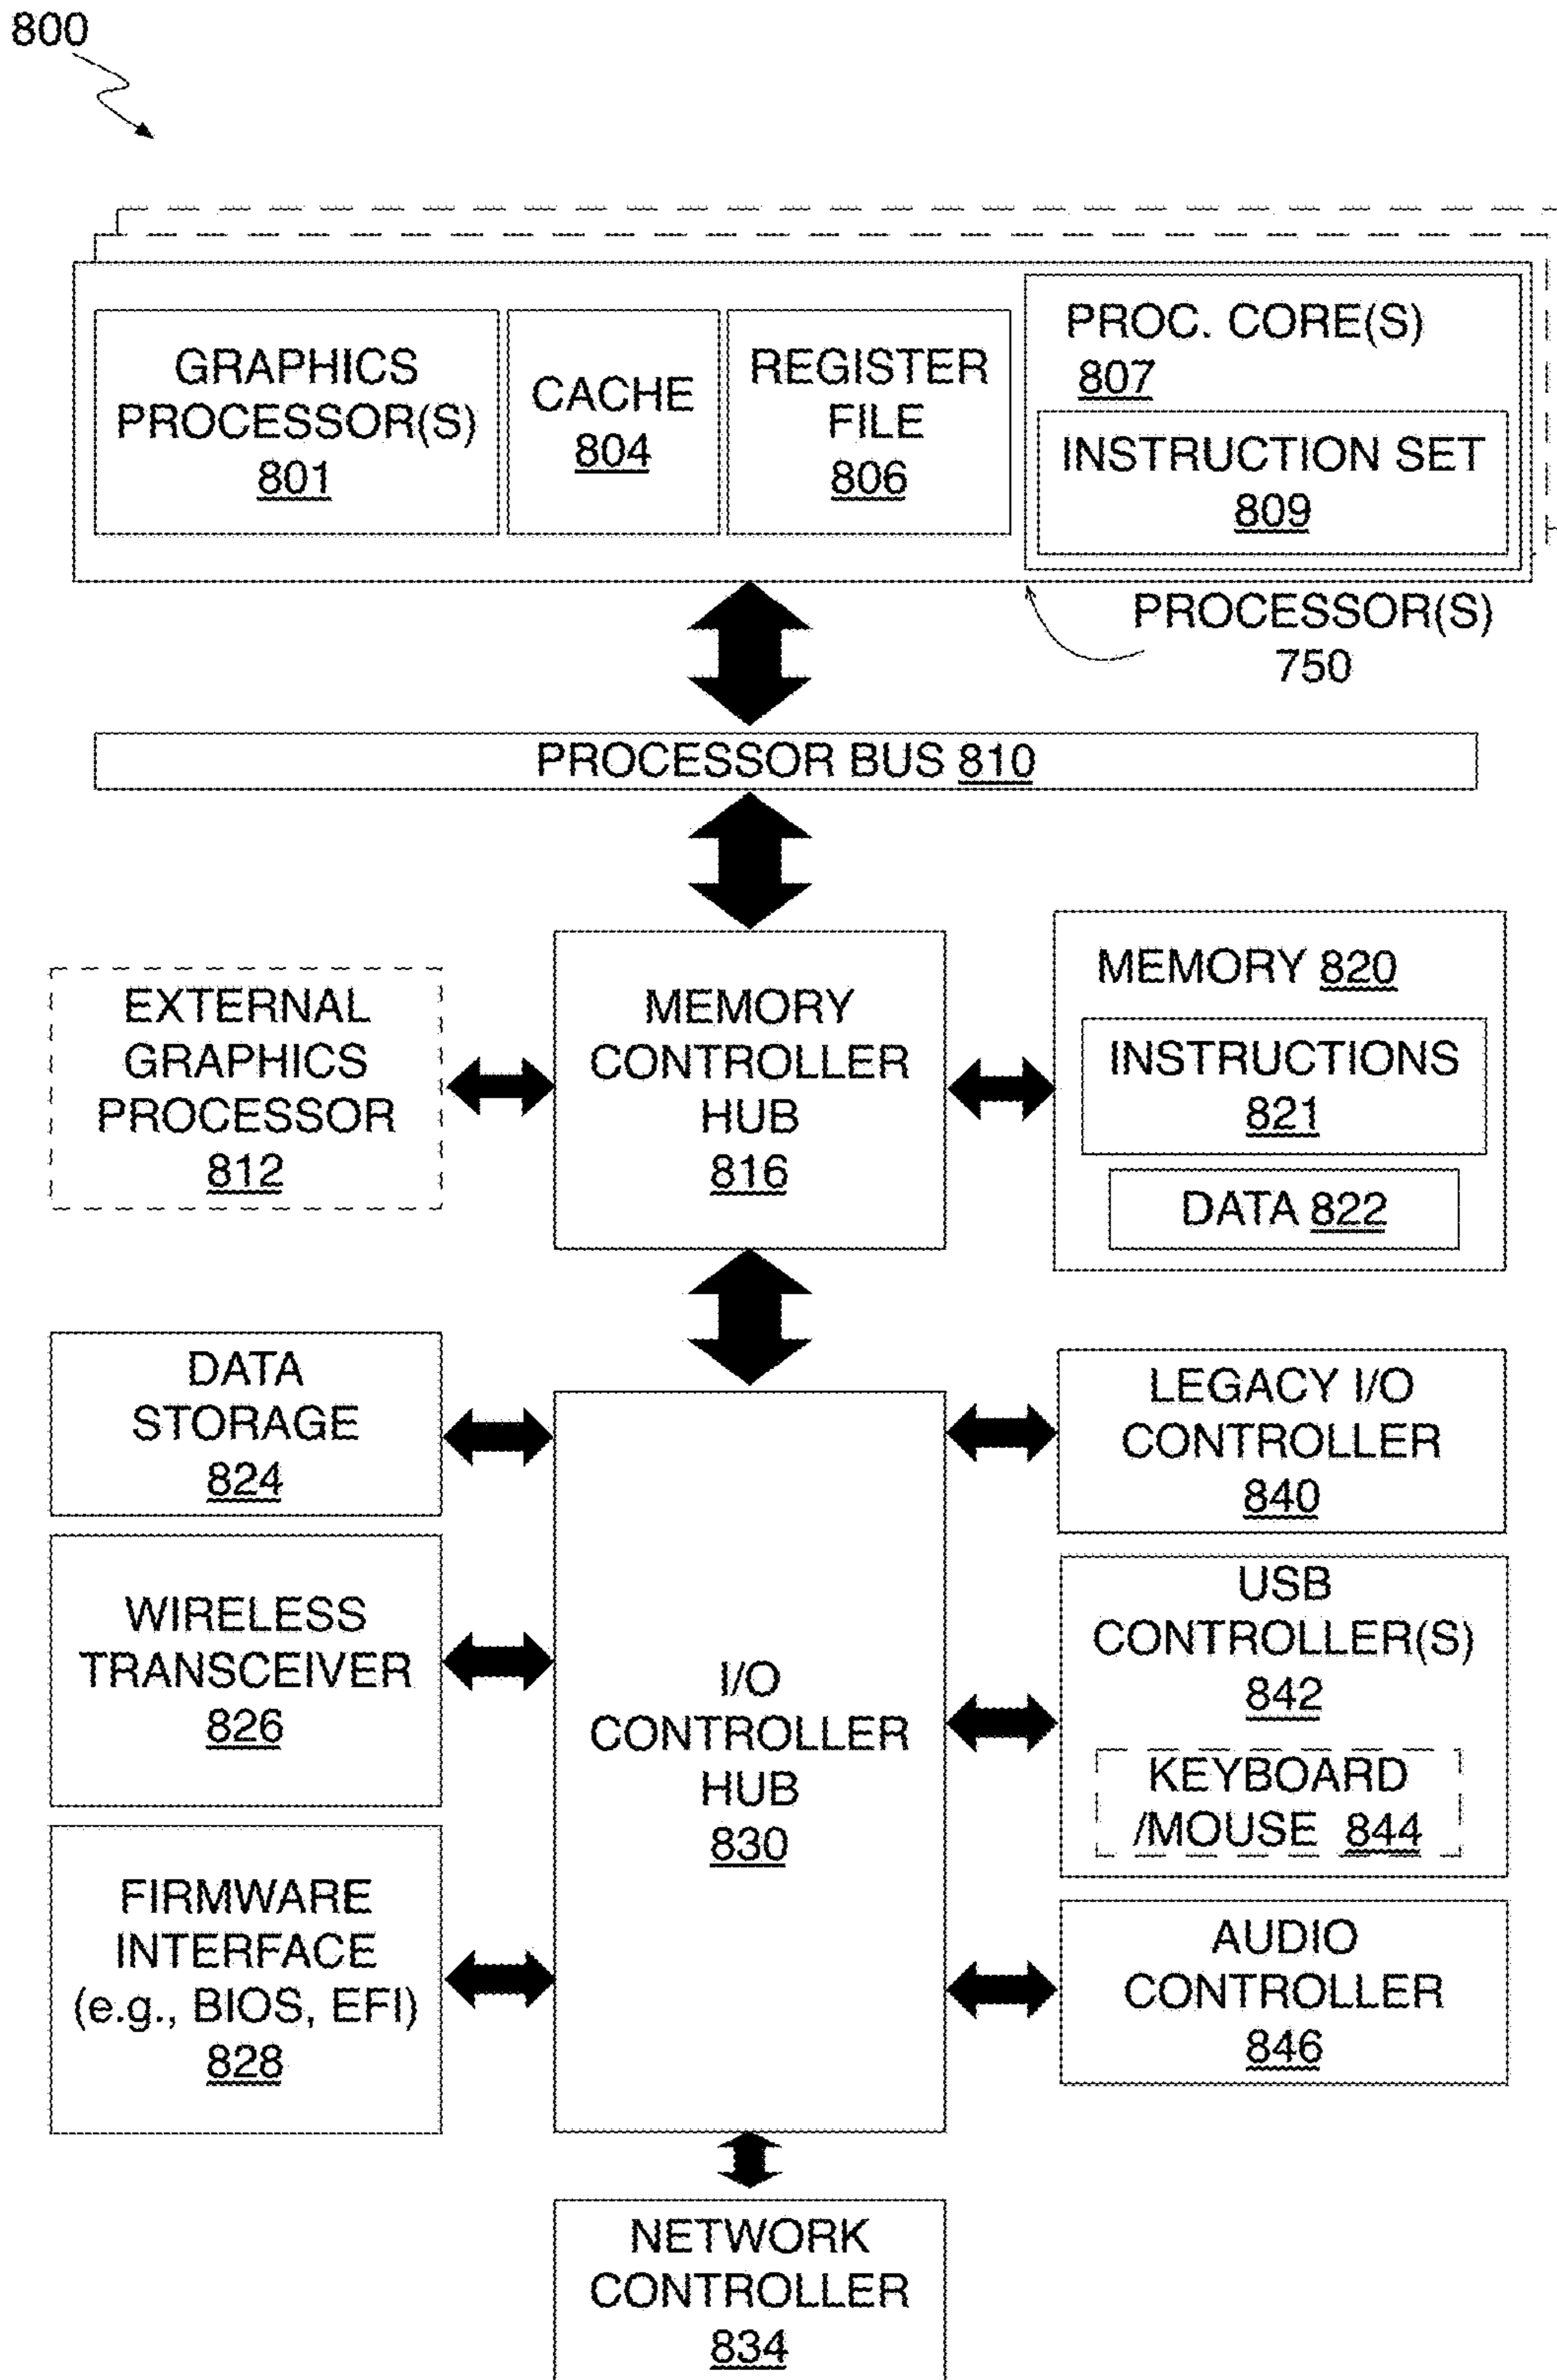 800
GRAPHICS
PROCESSOR(S)
801
CACHE
804
REGISTER
FILE
806
PROC. CORE(S)
807
INSTRUCTION SET
809
PROCESSOR(S)
750
PROCESSOR BUS 810
EXTERNAL
GRAPHICS
PROCESSOR
812
MEMORY
CONTROLLER
HUB
816
MEMORY 820
INSTRUCTIONS
821
DATA 822
DATA
STORAGE
824
WIRELESS
TRANSCEIVER
826
FIRMWARE
INTERFACE
(e.g., BIOS, EFI)
828
I/O
CONTROLLER
HUB
830
LEGACY I/O
CONTROLLER
840
USB
CONTROLLER(S)
842
KEYBOARD
/MOUSE 844
AUDIO
CONTROLLER
846
NETWORK
CONTROLLER
834